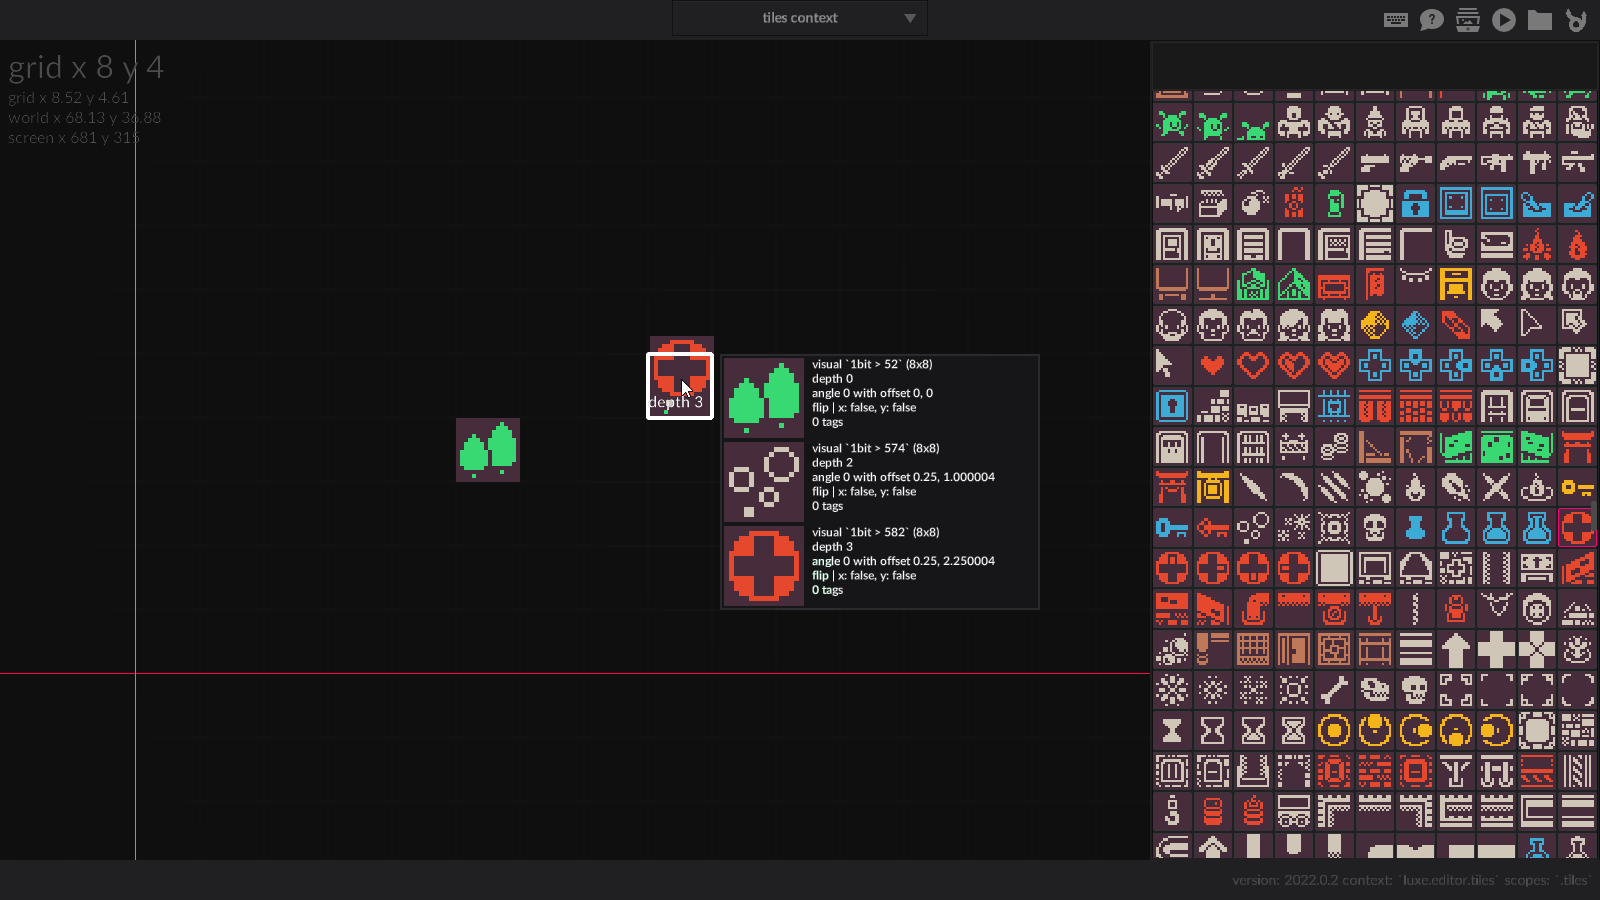 tiles context
grid x 8 y 4
grid x 8.52 y 4.61
world x 68.13 y 36.88
screen x 681 y 315
depth 3
visual `1bit > 52` (8x8)
depth 0
angle 0 with offset 0, 0
flip | x: false, y: false
0 tags
visual `1bit > 574` (8x8)
depth 2
angle 0 with offset 0.25, 1.000004
flip | x: false, y: false
0 tags
visual `1bit > 582` (8x8)
depth 3
angle 0 with offset 0.25, 2.250004
flip | x: false, y: false
0 tags
version: 2022.0.2 context: `luxe.editor.tiles` scopes: `.tiles`